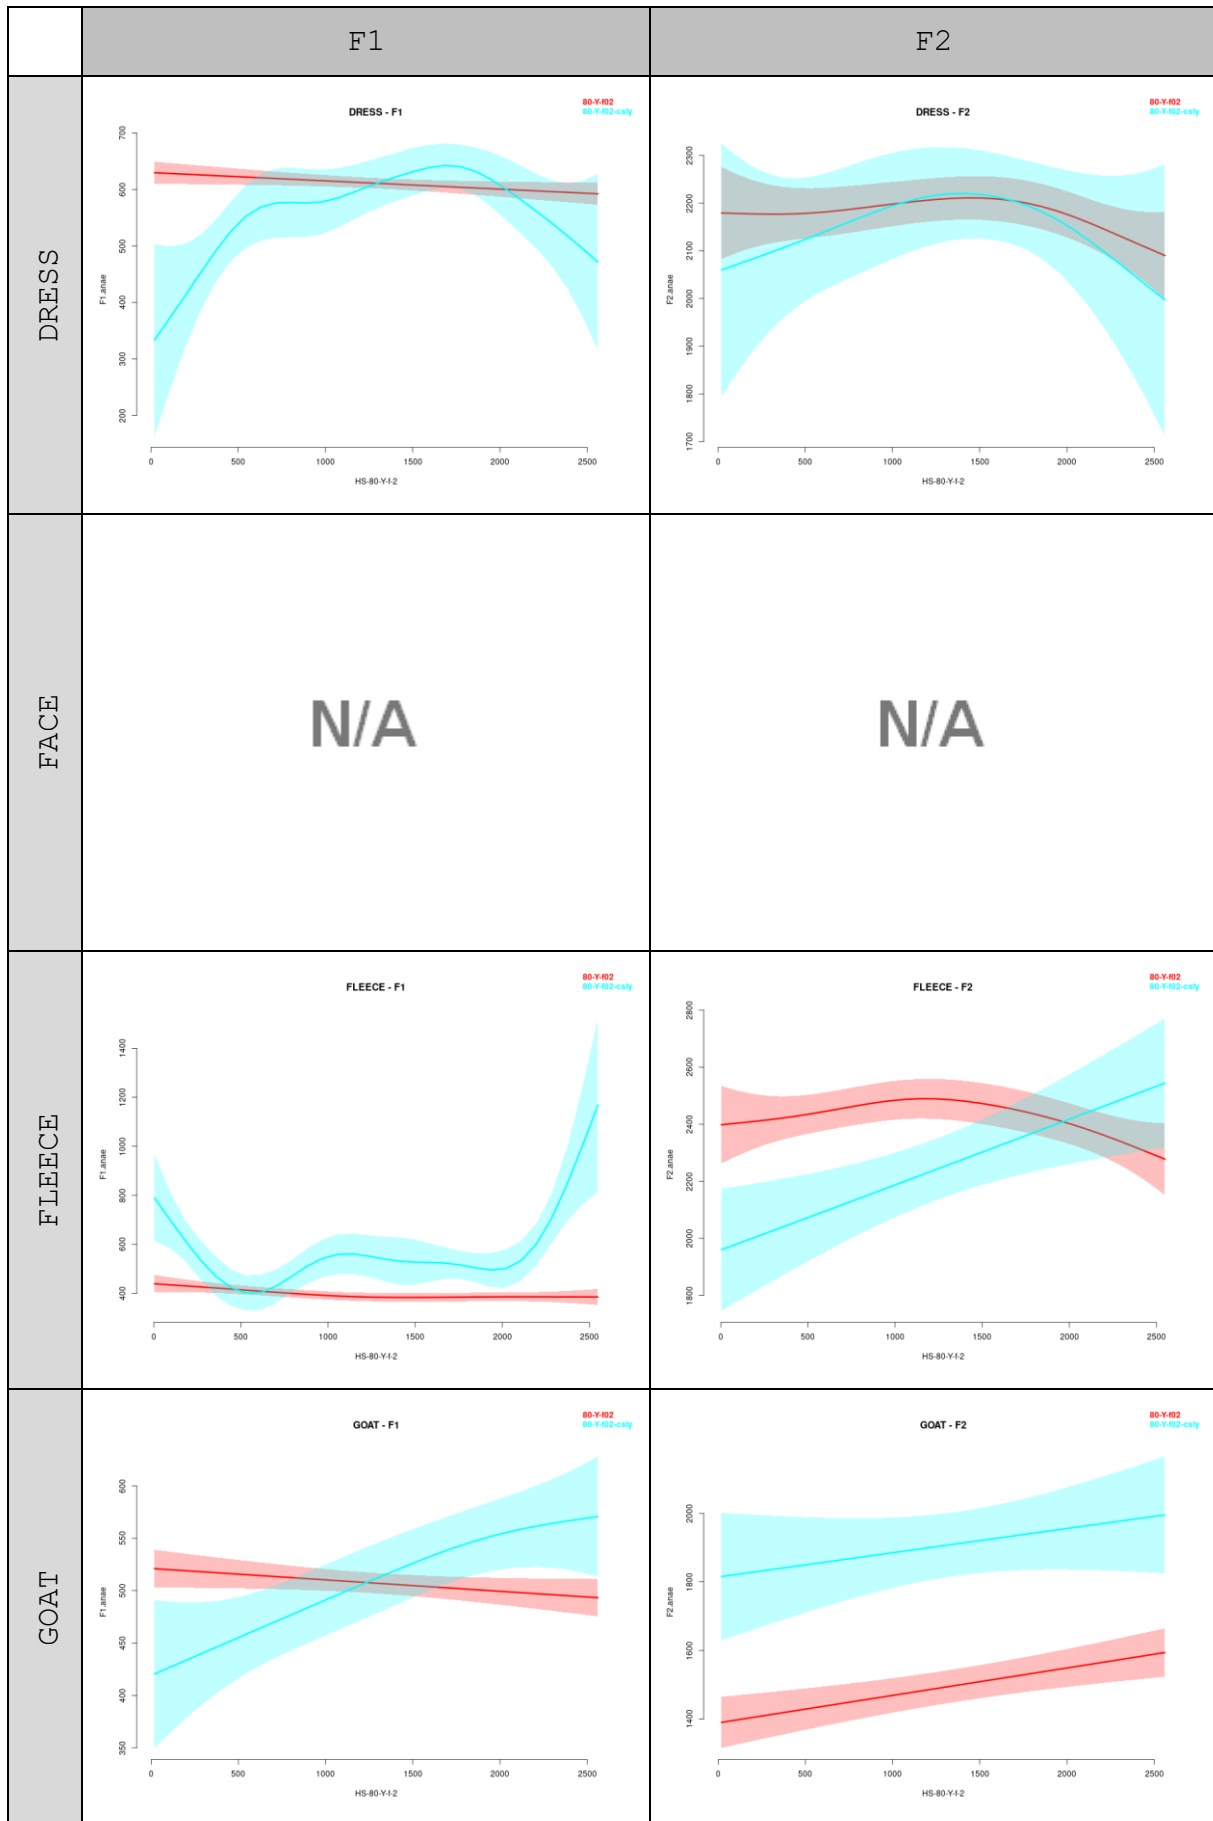 F1
F2
DRESS
DRESS - F1
80-Y-f02
80-Y-f02-csly
F1.anae
700
600
500
400
300
200
0 500 1000 1500 2000 2500
HS-80-Y-f-2
DRESS - F2
80-Y-f02
80-Y-f02-csly
F2.anae
2300
2200
2100
2000
1900
1800
1700
0 500 1000 1500 2000 2500
HS-80-Y-f-2
FACE
N/A
N/A
FLEECE
FLEECE - F1
80-Y-f02
80-Y-f02-csly
F1.anae
1400
1200
1000
800
600
400
0 500 1000 1500 2000 2500
HS-80-Y-f-2
FLEECE - F2
80-Y-f02
80-Y-f02-csly
F2.anae
2800
2600
2400
2200
2000
1800
0 500 1000 1500 2000 2500
HS-80-Y-f-2
GOAT
GOAT - F1
80-Y-f02
80-Y-f02-csly
F1.anae
600
550
500
450
400
350
0 500 1000 1500 2000 2500
HS-80-Y-f-2
GOAT - F2
80-Y-f02
80-Y-f02-csly
F2.anae
2000
1800
1600
1400
0 500 1000 1500 2000 2500
HS-80-Y-f-2